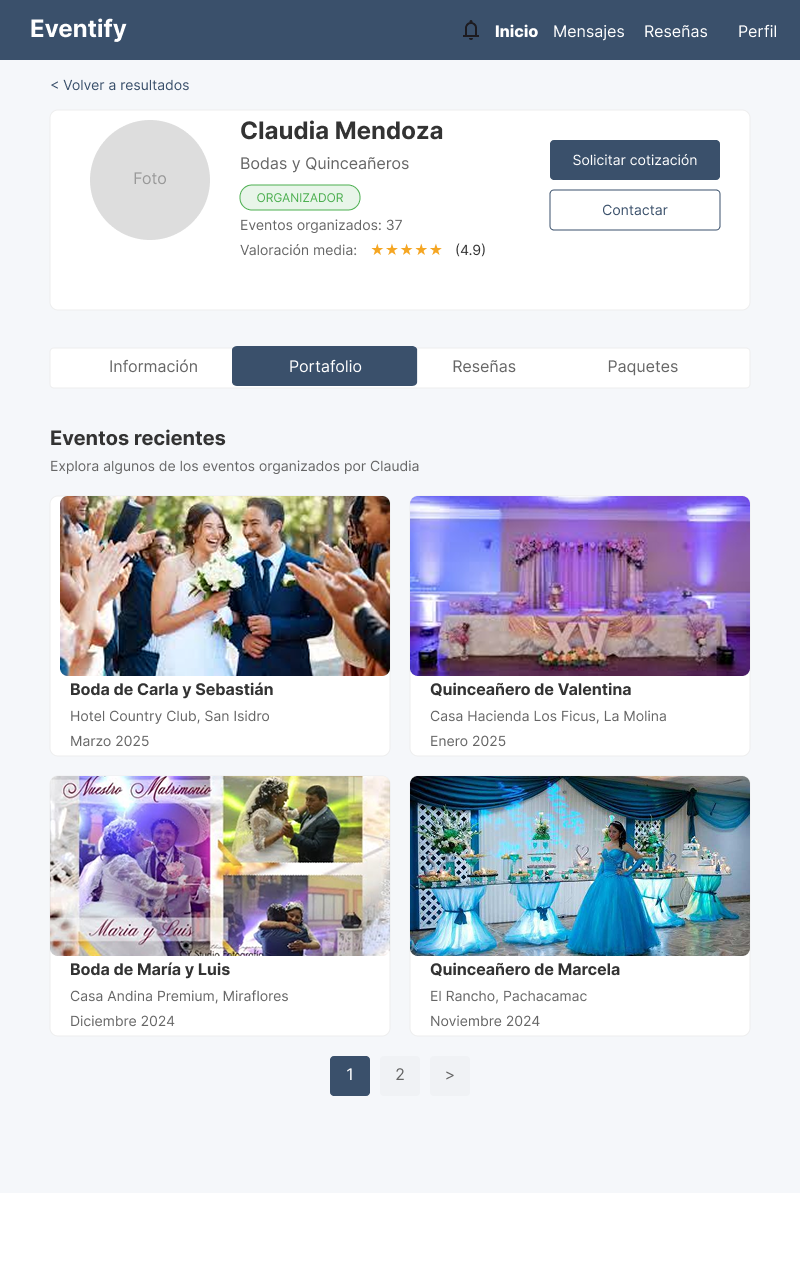 Eventify
Inicio Mensajes Reseñas Perfil
< Volver a resultados
Foto
Claudia Mendoza
Bodas y Quinceañeros
ORGANIZADOR
Eventos organizados: 37
Valoración media: ★★★★★ (4.9)
Solicitar cotización
Contactar
Información Portafolio Reseñas Paquetes
Eventos recientes
Explora algunos de los eventos organizados por Claudia
XV
Boda de Carla y Sebastián
Hotel Country Club, San Isidro
Marzo 2025
Quinceañero de Valentina
Casa Hacienda Los Ficus, La Molina
Enero 2025
Nuestro Matrimonio
Maria y Luis
Boda de María y Luis
Casa Andina Premium, Miraflores
Diciembre 2024
Quinceañero de Marcela
El Rancho, Pachacamac
Noviembre 2024
1 2 >